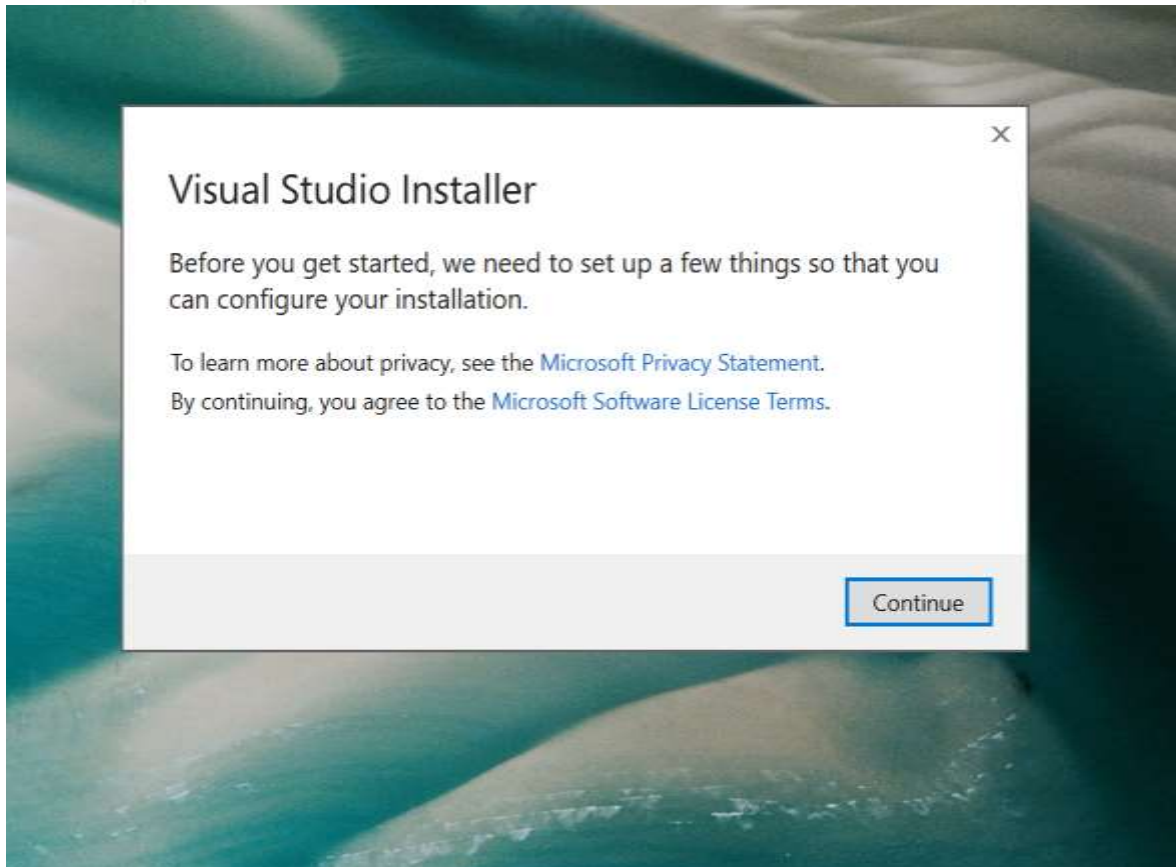 Visual Studio Installer
Before you get started, we need to set up a few things so that you
can configure your installation.
To learn more about privacy, see the Microsoft Privacy Statement.
By continuing, you agree to the Microsoft Software License Terms.
Continue